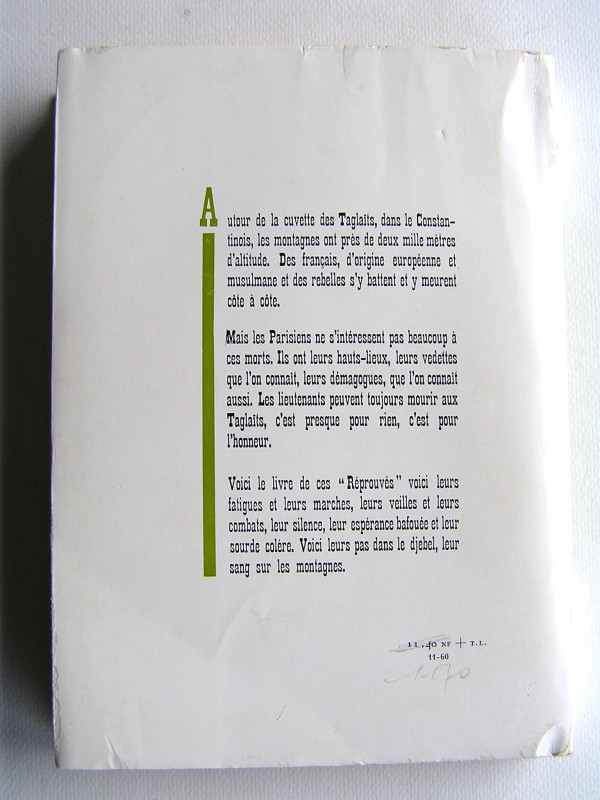 Autour de la cuvette des Taglaïts, dans le Constan-
tinois, les montagnes ont près de deux mille mètres
d'altitude. Des français, d'origine européenne et
musulmane et des rebelles s'y battent et y meurent
côte à côte.
Mais les Parisiens ne s'intéressent pas beaucoup à
ces morts. Ils ont leurs hauts-lieux, leurs vedettes
que l'on connaît, leurs démagogues, que l'on connaît
aussi. Les lieutenants peuvent toujours mourir aux
Taglaïts, c'est presque pour rien, c'est pour
l'honneur.
Voici le livre de ces "Réprouvés" voici leurs
fatigues et leurs marches, leurs veilles et leurs
combats, leur silence, leur espérance bafouée et leur
sourde colère. Voici leurs pas dans le djebel, leur
sang sur les montagnes.
11,40 NF + T.L.
11-60